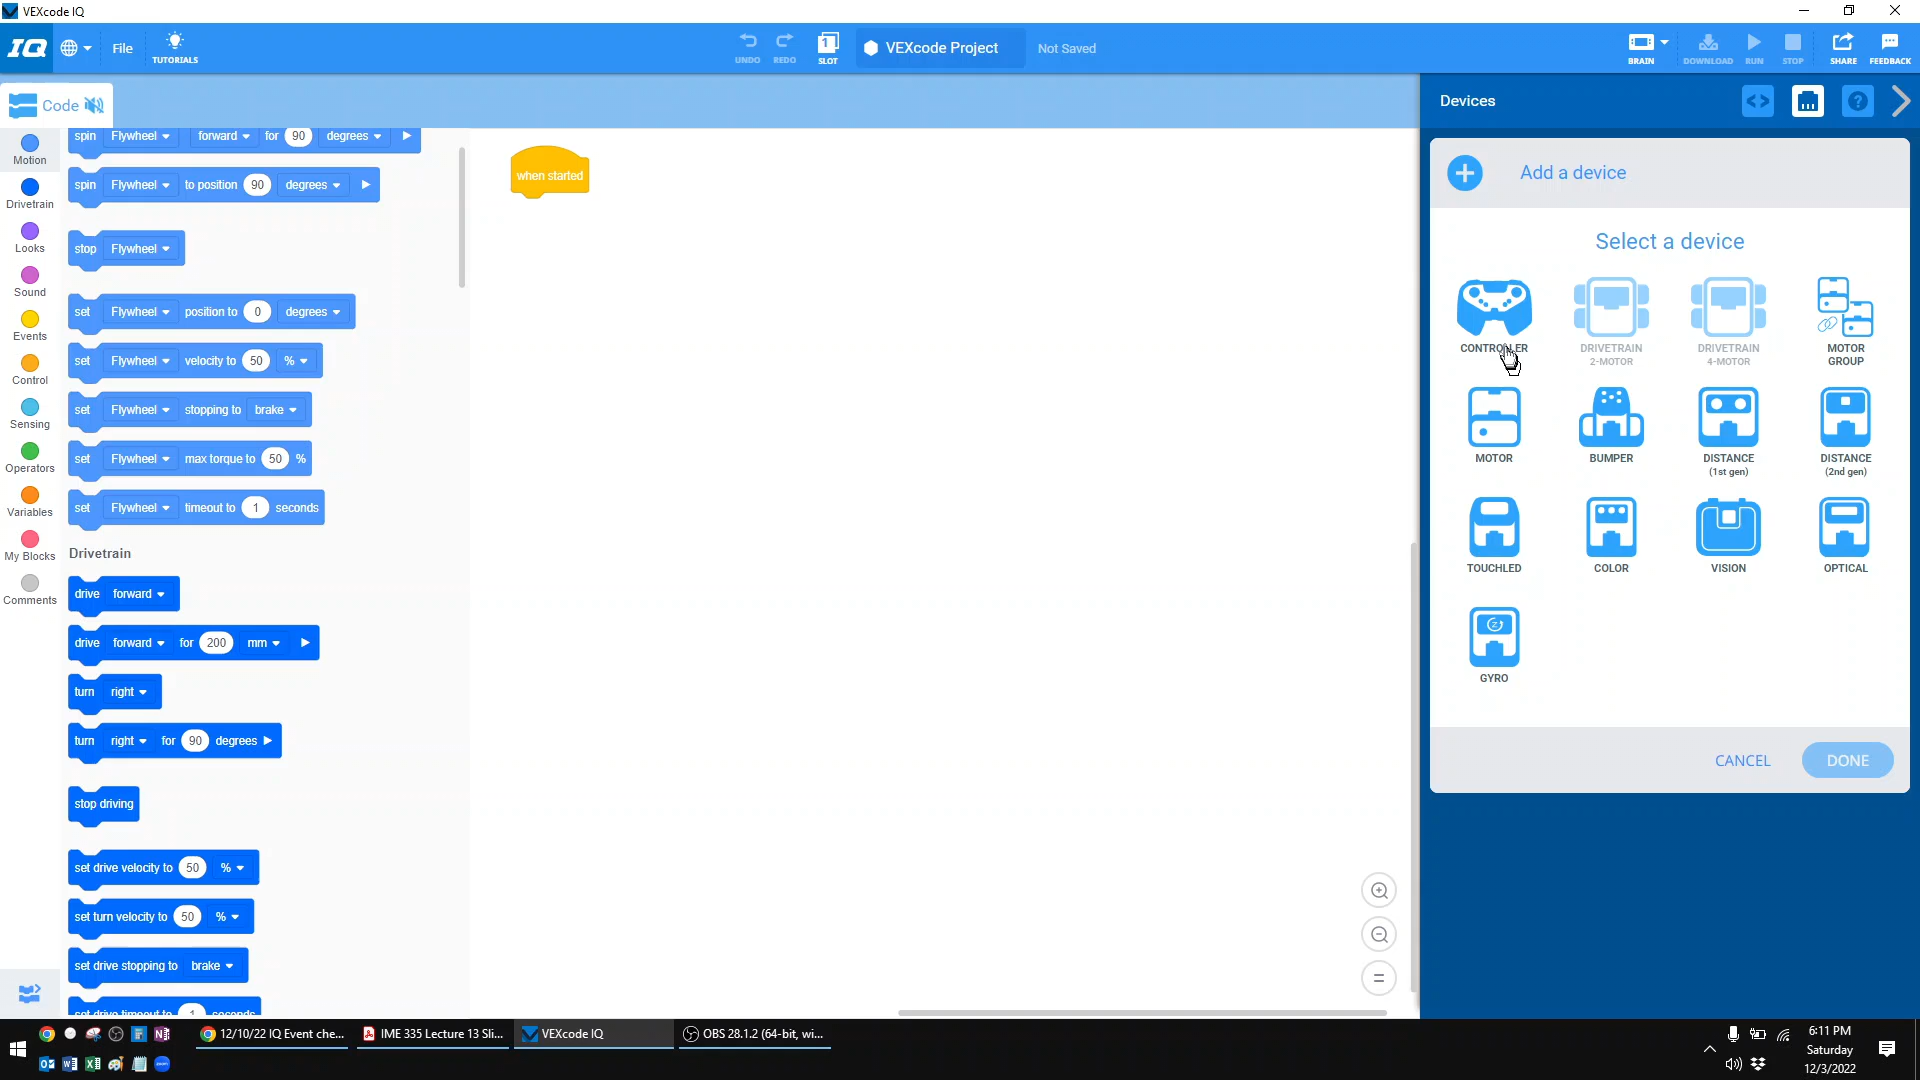 VEXcode IQ
IQ
File
TUTORIALS
UNDO
REDO
1
SLOT
VEXcode Project
Not Saved
BRAIN
DOWNLOAD
RUN
STOP
SHARE
FEEDBACK
Code
Devices
Motion
Drivetrain
Looks
Sound
Events
Control
Sensing
Operators
Variables
My Blocks
Comments
spin Flywheel forward for 90 degrees
spin Flywheel to position 90 degrees
stop Flywheel
set Flywheel position to 0 degrees
set Flywheel velocity to 50 %
set Flywheel stopping to brake
set Flywheel max torque to 50 %
set Flywheel timeout to 1 seconds
Drivetrain
drive forward
drive forward for 200 mm
turn right
turn right for 90 degrees
stop driving
set drive velocity to 50 %
set turn velocity to 50 %
set drive stopping to brake
set drive timeout to 1 seconds
when started
Add a device
Select a device
CONTROLLER
DRIVETRAIN
2-MOTOR
DRIVETRAIN
4-MOTOR
MOTOR
GROUP
MOTOR
BUMPER
DISTANCE
(1st gen)
DISTANCE
(2nd gen)
TOUCHLED
COLOR
VISION
OPTICAL
GYRO
CANCEL
DONE
12/10/22 IQ Event che...
IME 335 Lecture 13 Sli...
VEXcode IQ
OBS 28.1.2 (64-bit, wi...
6:11 PM
Saturday
12/3/2022